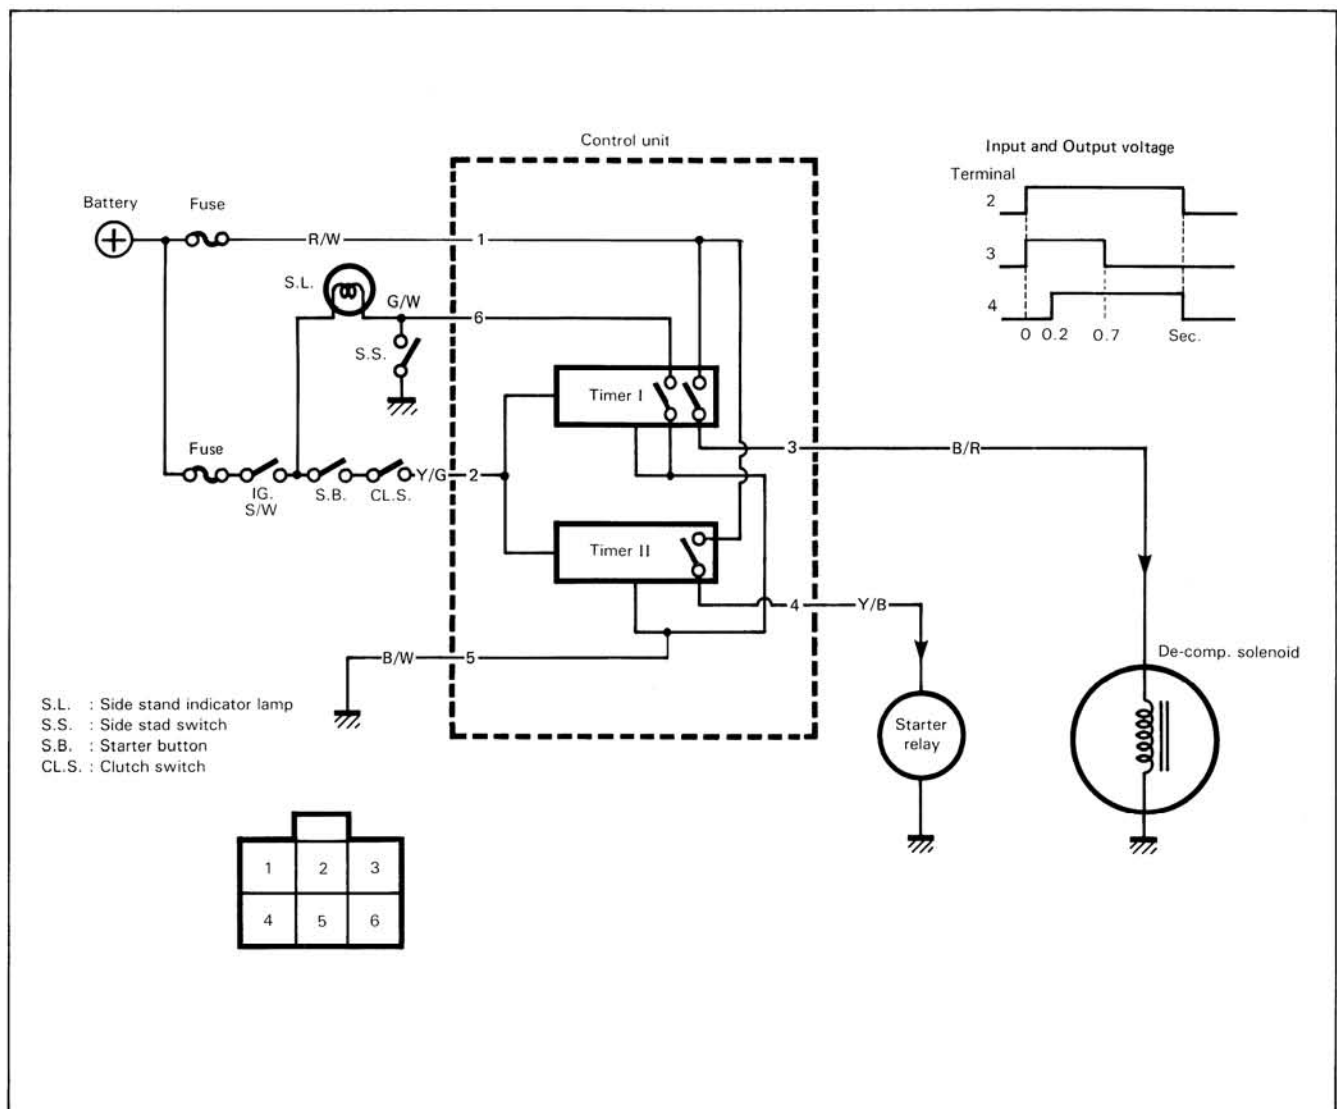 Control unit
Input and Output voltage
Terminal
2
3
4
0 0.2 0.7 Sec.
Battery
Fuse
R/W
1
S.L.
G/W
6
S.S.
Timer I
Fuse
IG.
S/W
S.B.
CL.S.
Y/G
2
3
B/R
Timer II
4
Y/B
B/W
5
De-comp. solenoid
Starter
relay
S.L. : Side stand indicator lamp
S.S. : Side stad switch
S.B. : Starter button
CL.S. : Clutch switch
1 2 3
4 5 6